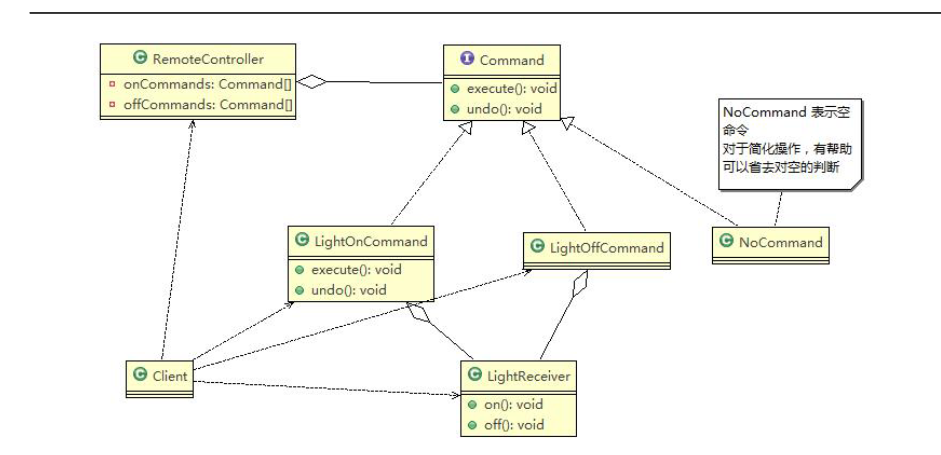 RemoteController
onCommands: Command[]
offCommands: Command[]
Command
execute(): void
undo(): void
NoCommand 表示空
命令
对于简化操作，有帮助
可以省去对空的判断
LightOnCommand
execute(): void
undo(): void
LightOffCommand
NoCommand
Client
LightReceiver
on(): void
off(): void